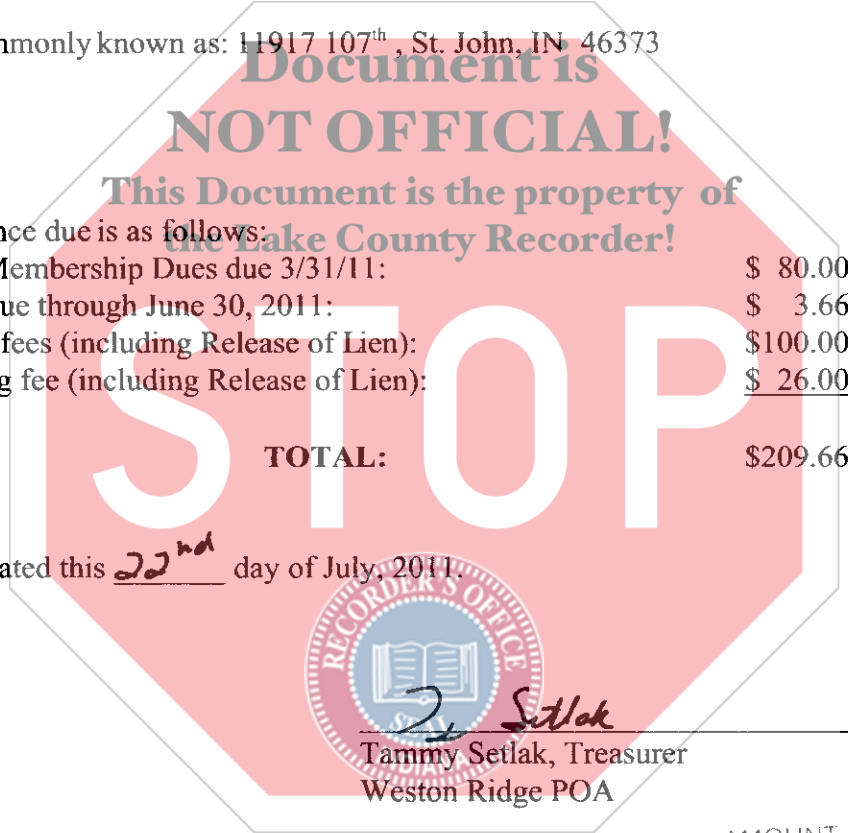 nmonly known as: 11917 107th , St. John, IN 46373
Document is
NOT OFFICIAL!
This Document is the property of
the Lake County Recorder!
nce due is as follows:
Membership Dues due 3/31/11: $ 80.00
ue through June 30, 2011: $ 3.66
fees (including Release of Lien): $100.00
g fee (including Release of Lien): $ 26.00
STOP
TOTAL: $209.66
ated this 22nd day of July, 2011.
RECORDER'S OFFICE
SEAL
INDIANA
Setlak
Tammy Setlak, Treasurer
Weston Ridge POA